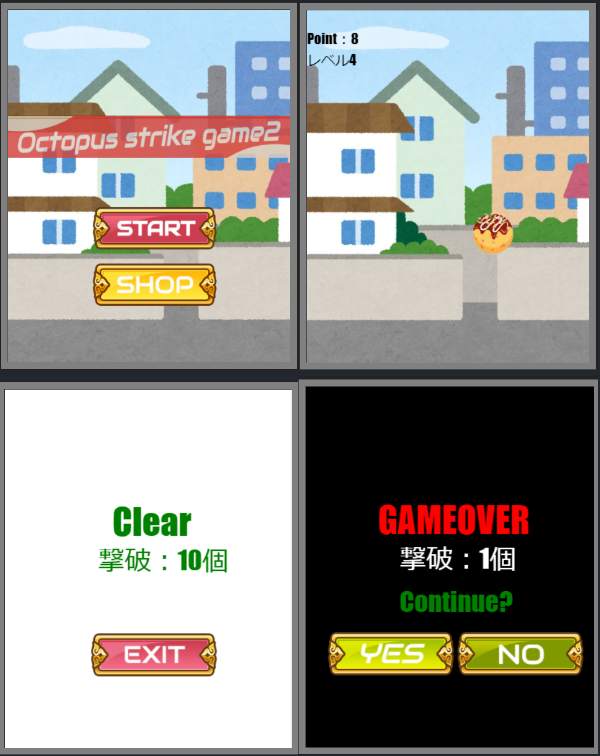 Octopus strike game2
START
SHOP
Point：8
レベル4
Clear
撃破：10個
EXIT
GAMEOVER
撃破：1個
Continue?
YES
NO